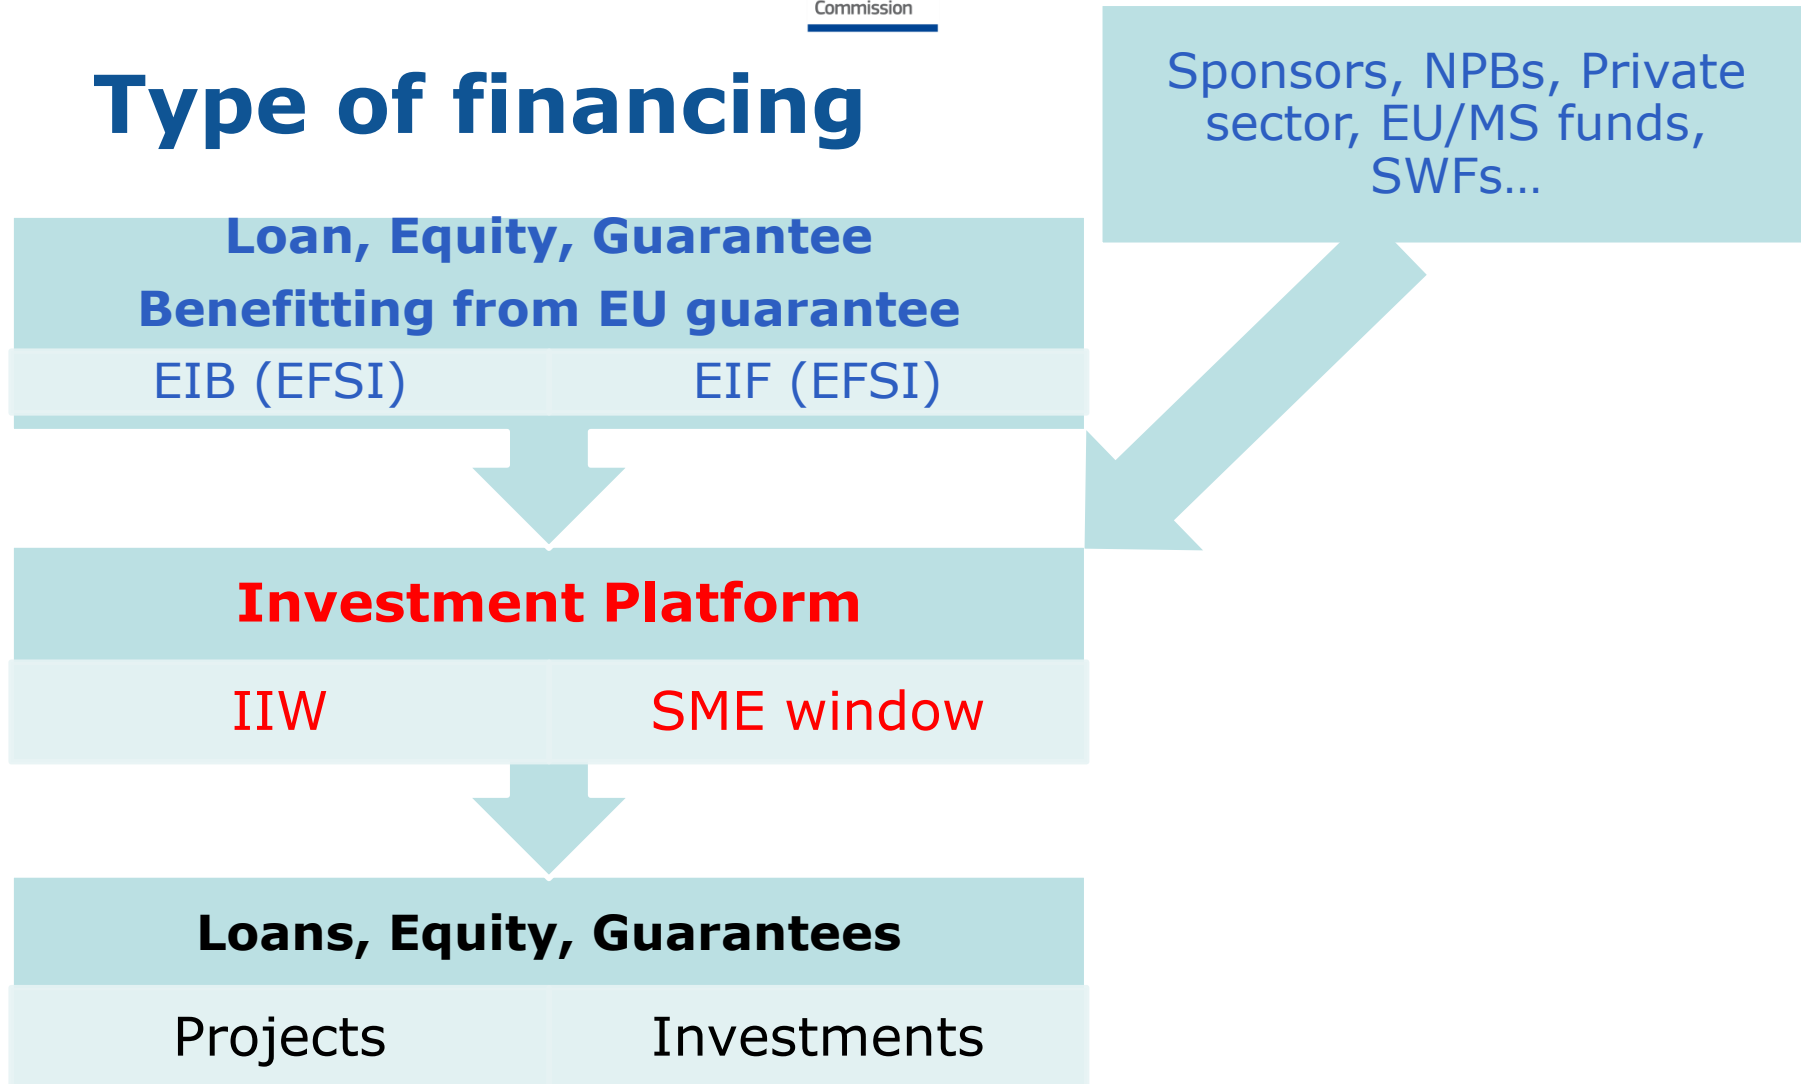 Commission
Type of financing
Sponsors, NPBs, Private
sector, EU/MS funds,
SWFs…
Loan, Equity, Guarantee
Benefitting from EU guarantee
EIB (EFSI)
EIF (EFSI)
Investment Platform
IIW
SME window
Loans, Equity, Guarantees
Projects
Investments